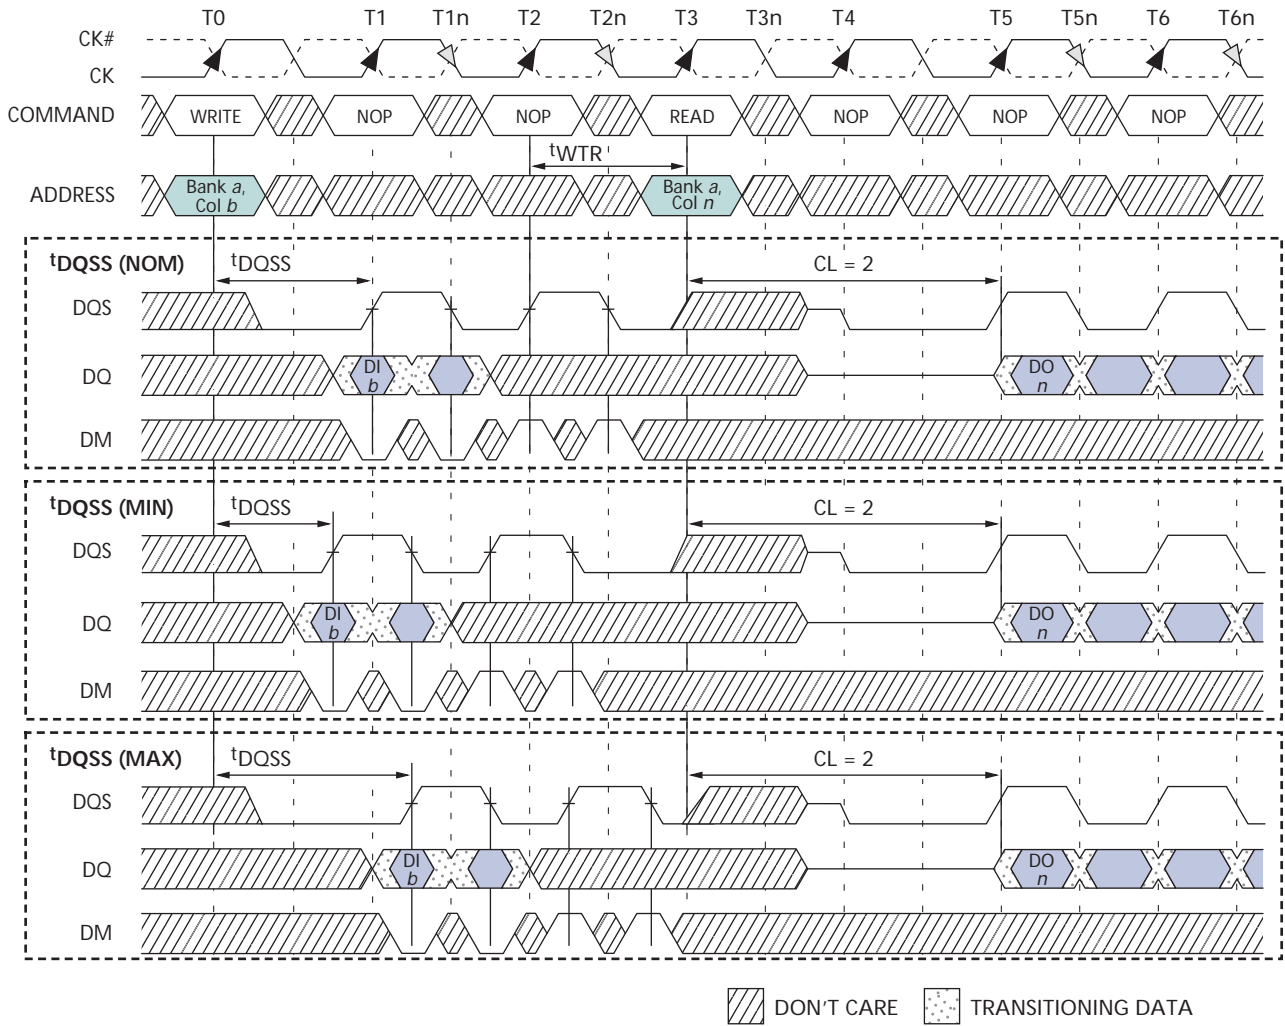 T0 T1 T1n T2 T2n T3 T3n T4 T5 T5n T6 T6n
CK#
CK
COMMAND WRITE NOP NOP READ NOP NOP NOP
tWTR
ADDRESS Bank a, Col b Bank a, Col n
tDQSS (NOM) tDQSS CL = 2
DQS
DQ DI b DO n
DM
tDQSS (MIN) tDQSS CL = 2
DQS
DQ DI b DO n
DM
tDQSS (MAX) tDQSS CL = 2
DQS
DQ DI b DO n
DM
DON'T CARE TRANSITIONING DATA